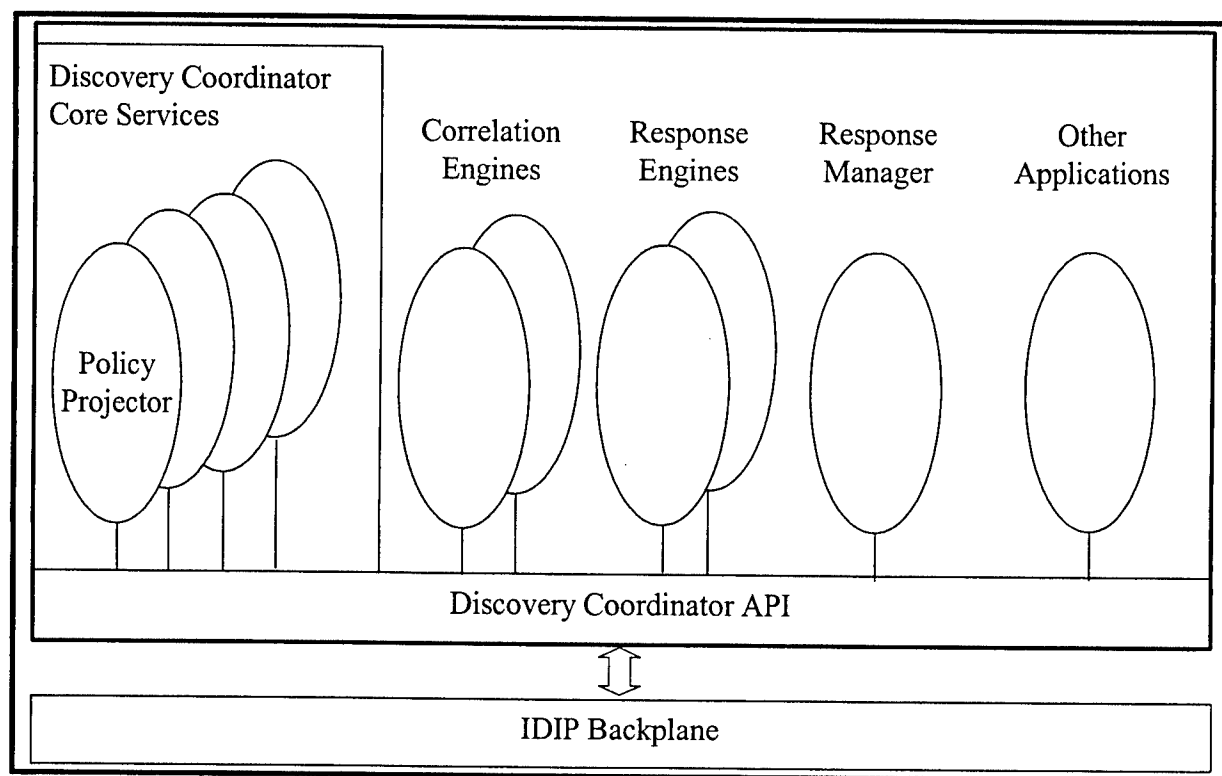 Discovery Coordinator
Core Services
Correlation
Engines
Response
Engines
Response
Manager
Other
Applications
Policy
Projector
Discovery Coordinator API
IDIP Backplane